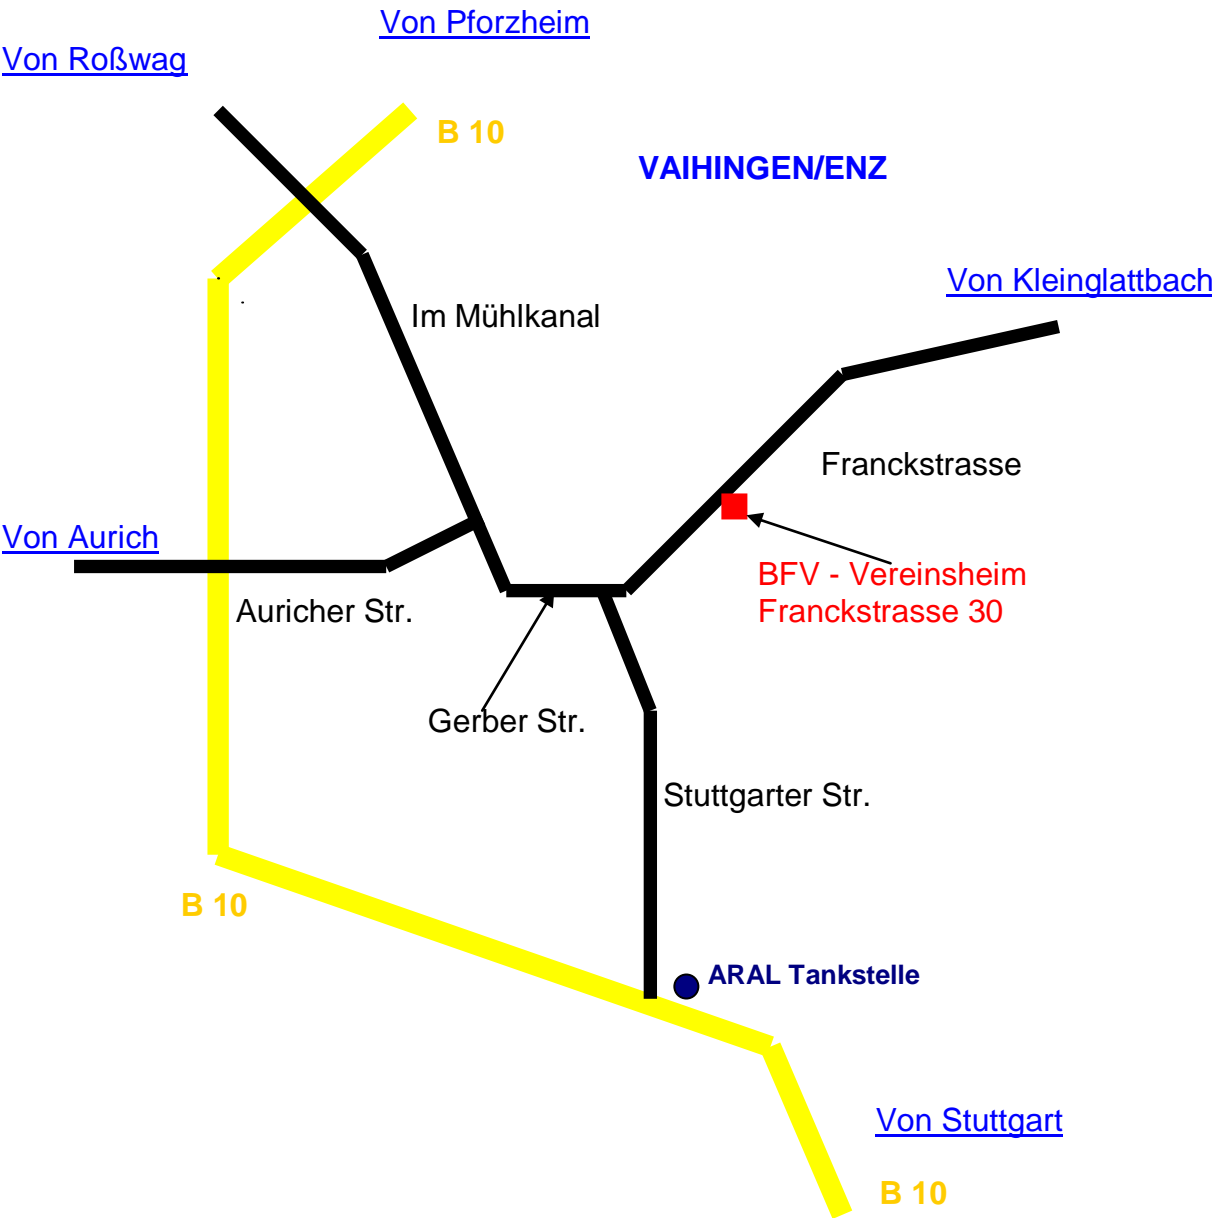 Von Pforzheim
Von Roßwag
B 10
VAIHINGEN/ENZ
Von Kleinglattbach
Im Mühlkanal
Franckstrasse
Von Aurich
BFV - Vereinsheim
Franckstrasse 30
Auricher Str.
Gerber Str.
Stuttgarter Str.
B 10
ARAL Tankstelle
Von Stuttgart
B 10